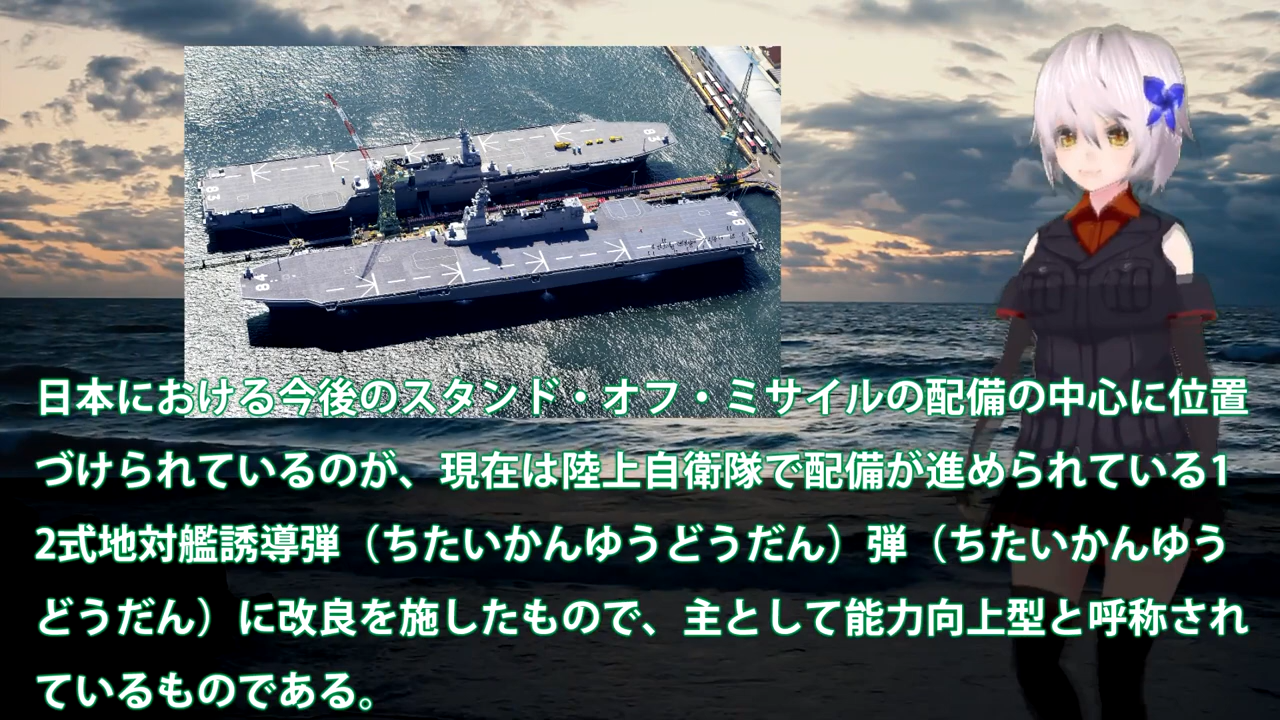 83
83
84
84
日本における今後のスタンド・オフ・ミサイルの配備の中心に位置
づけられているのが、現在は陸上自衛隊で配備が進められている1
2式地対艦誘導弾（ちたいかんゆうどうだん）弾（ちたいかんゆう
どうだん）に改良を施したもので、主として能力向上型と呼称され
ているものである。